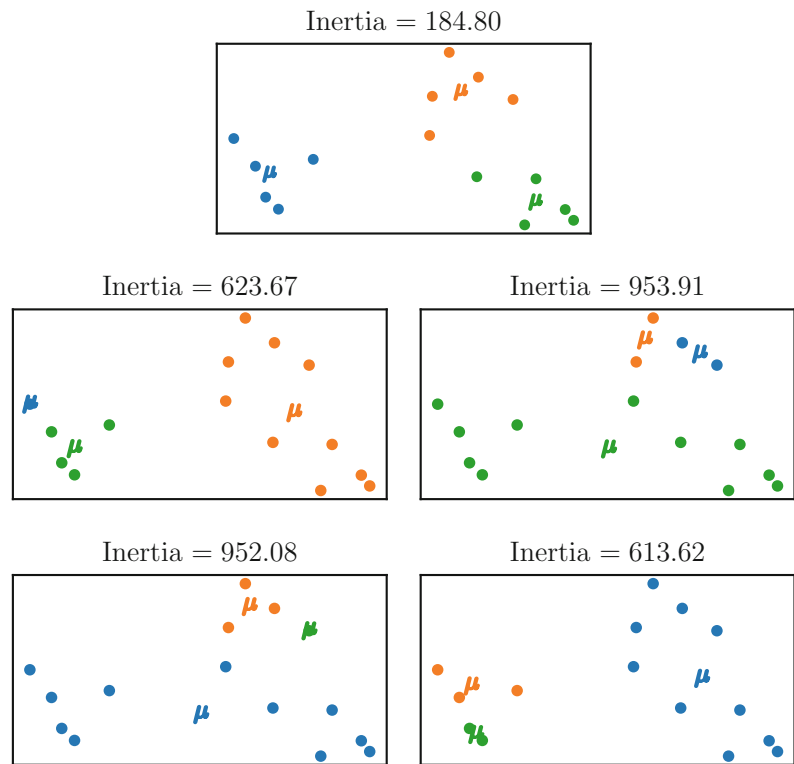 Inertia = 184.80
μ
μ
μ
Inertia = 623.67
μ
μ
μ
Inertia = 953.91
μ
μ
μ
Inertia = 952.08
μ
μ
μ
Inertia = 613.62
μ
μ
μ